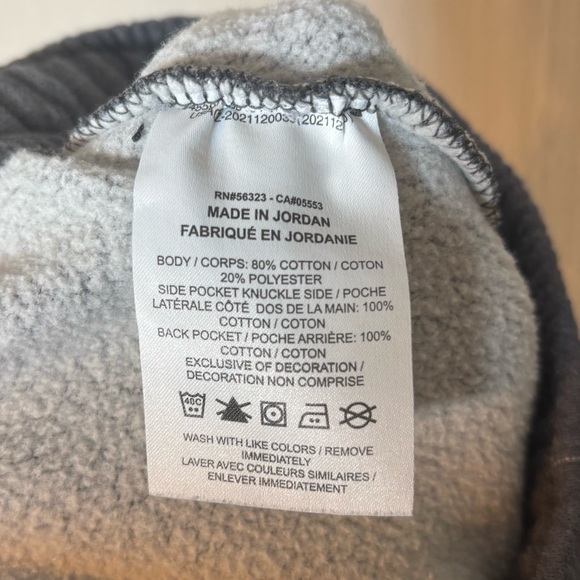 202112
RN#56323 - CA#05553
MADE IN JORDAN
FABRIQUÉ EN JORDANIE
BODY / CORPS: 80% COTTON / COTON
20% POLYESTER
SIDE POCKET KNUCKLE SIDE / POCHE
LATÉRALE CÔTÉ DOS DE LA MAIN: 100%
COTTON / COTON
BACK POCKET / POCHE ARRIÈRE: 100%
COTTON / COTON
EXCLUSIVE OF DECORATION /
DECORATION NON COMPRISE
40C
WASH WITH LIKE COLORS / REMOVE
IMMEDIATELY
LAVER AVEC COULEURS SIMILAIRES /
ENLEVER IMMEDIATEMENT